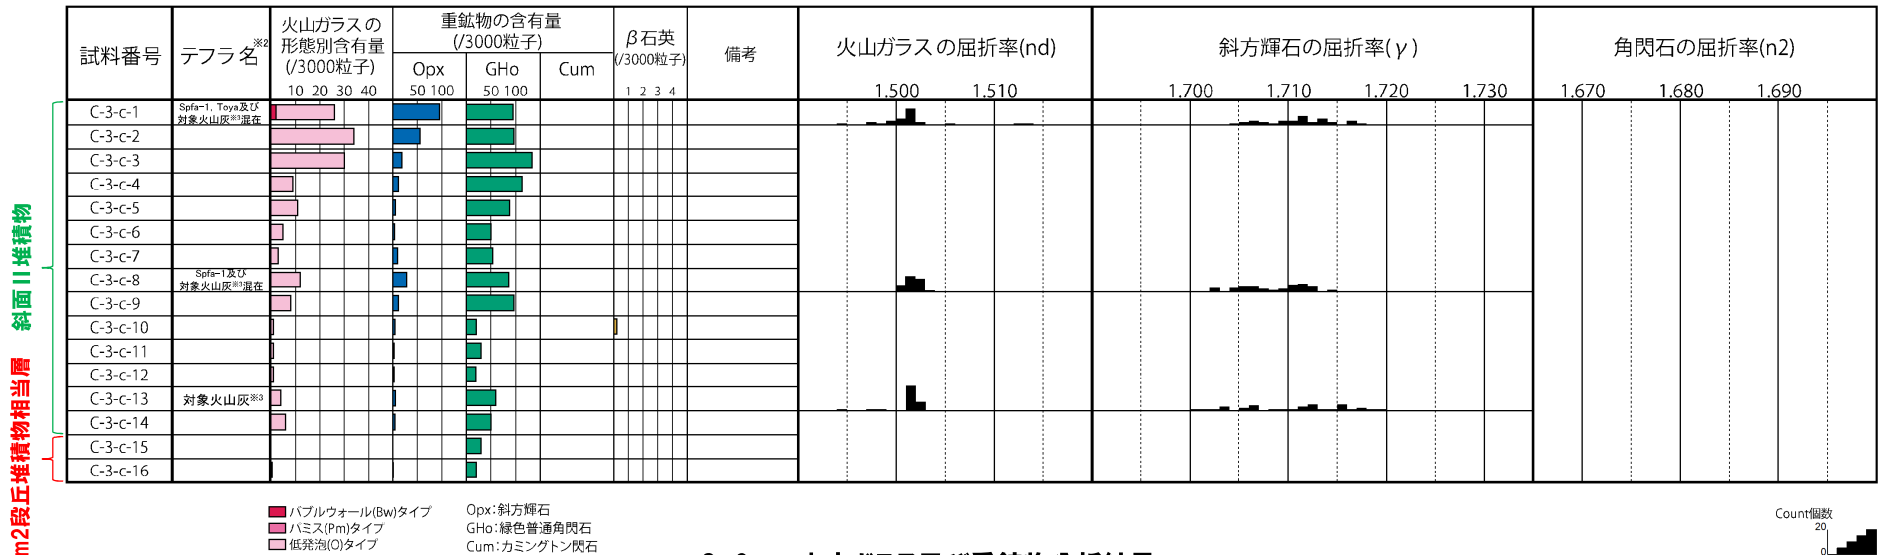 試料番号
テフラ名※2
火山ガラスの
形態別含有量
(/3000粒子)
10 20 30 40
重鉱物の含有量
(/3000粒子)
Opx
50 100
GHo
50 100
Cum
β石英
(/3000粒子)
1 2 3 4
備考
火山ガラスの屈折率(nd)
1,500 1,510
斜方輝石の屈折率(γ)
1,700 1,710 1,720 1,730
角閃石の屈折率(n2)
1,670 1,680 1,690
C-3-c-1
Spfa-1, Toya及び
対象火山灰※3混在
C-3-c-2
C-3-c-3
C-3-c-4
C-3-c-5
C-3-c-6
C-3-c-7
C-3-c-8
Spfa-1及び
対象火山灰※3混在
C-3-c-9
C-3-c-10
C-3-c-11
C-3-c-12
C-3-c-13
対象火山灰※3
C-3-c-14
C-3-c-15
C-3-c-16
斜面II堆積物
m2段丘堆積物相当層
バブルウォール(Bw)タイプ
パミス(Pm)タイプ
低発泡(O)タイプ
Opx：斜方輝石
GHo：緑色普通角閃石
Cum：カミングトン閃石
Count個数
20
0